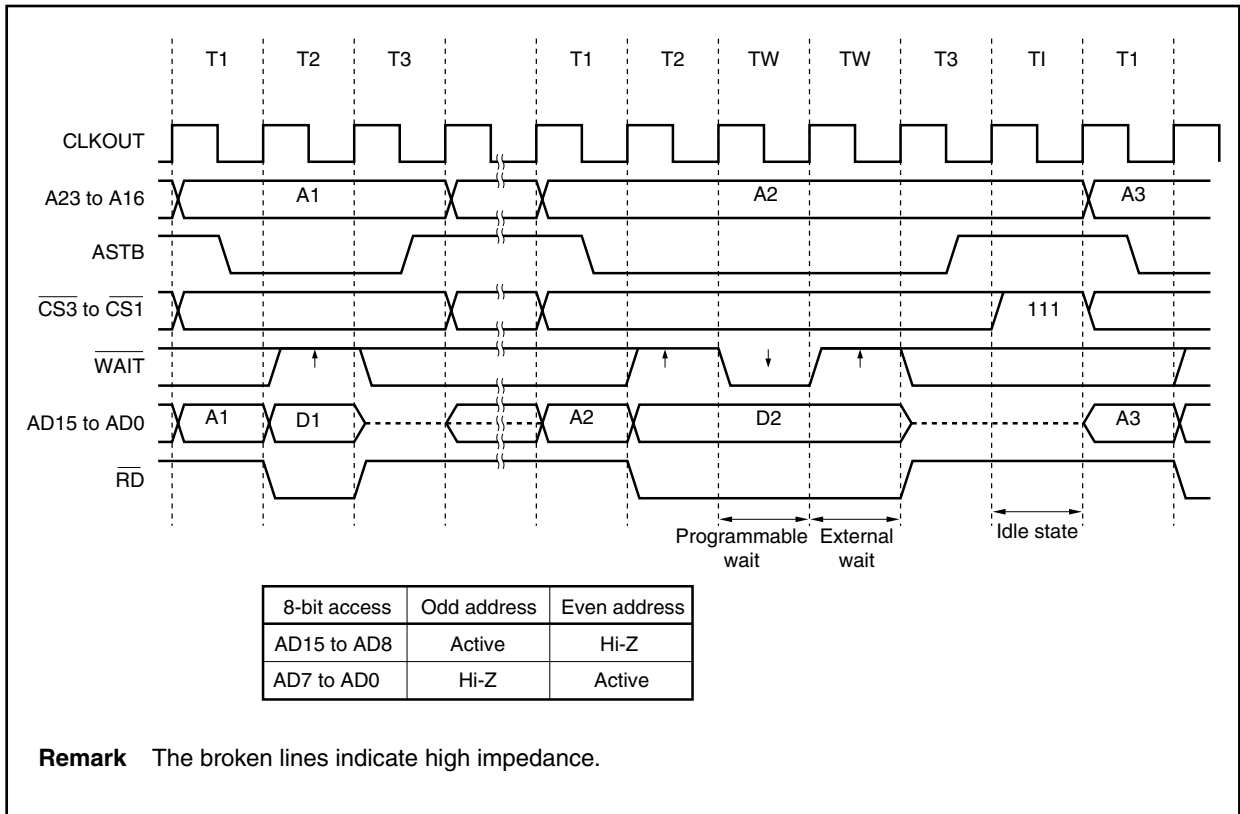 T1 T2 T3 T1 T2 TW TW T3 TI T1
CLKOUT
A23 to A16 A1 A2 A3
ASTB
CS3 to CS1 111
WAIT
AD15 to AD0 A1 D1 A2 D2 A3
RD
Programmable wait
External wait
Idle state
8-bit access Odd address Even address
AD15 to AD8 Active Hi-Z
AD7 to AD0 Hi-Z Active
Remark The broken lines indicate high impedance.